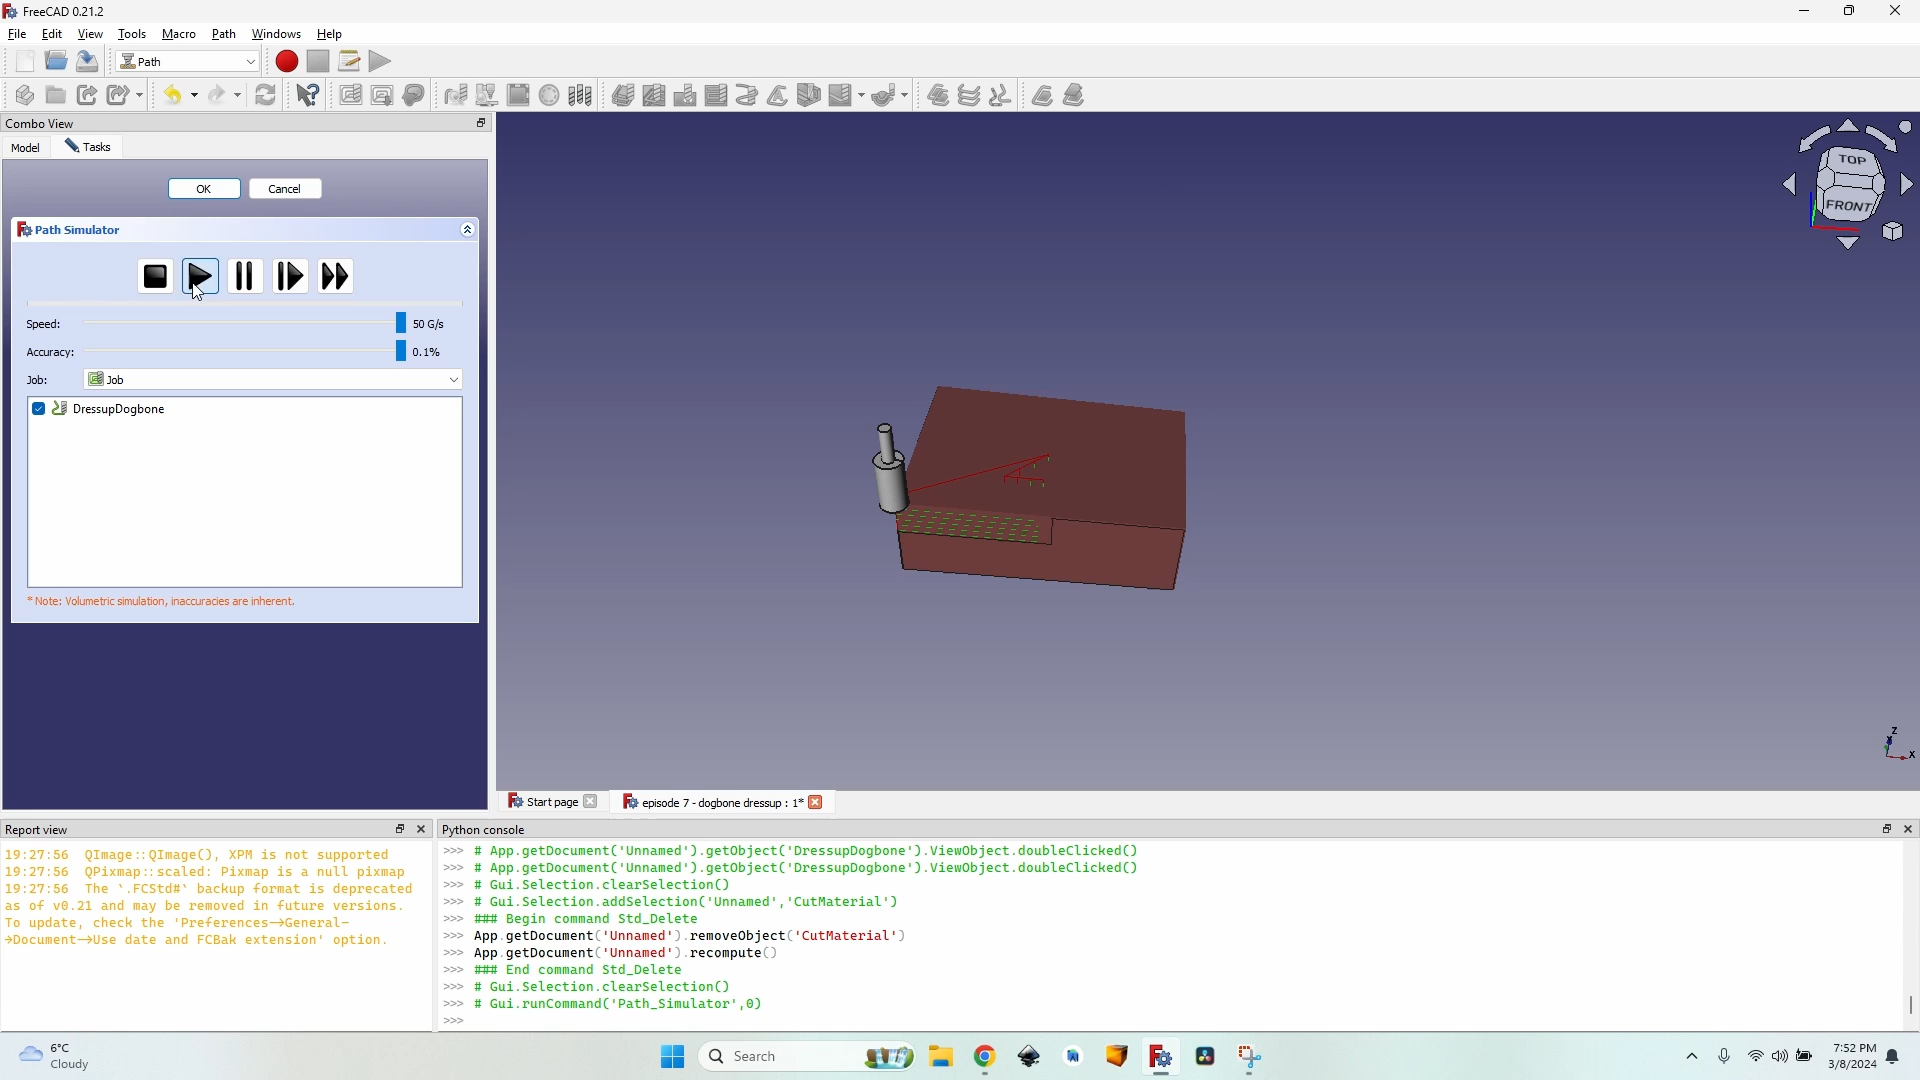 FreeCAD 0.21.2
File Edit View Tools Macro Path Windows Help
Path
Combo View
Model Tasks
OK Cancel
Path Simulator
Speed: 50 G/s
Accuracy: 0.1%
Job: Job
DressupDogbone
* Note: Volumetric simulation, inaccuracies are inherent.
TOP
FRONT
Z
X
Start page episode 7 - dogbone dressup : 1*
Report view
19:27:56 QImage::QImage(), XPM is not supported
19:27:56 QPixmap::scaled: Pixmap is a null pixmap
19:27:56 The `.FCStd#` backup format is deprecated
as of v0.21 and may be removed in future versions.
To update, check the 'Preferences→General-
→Document→Use date and FCBak extension' option.
Python console
>>> # App.getDocument('Unnamed').getObject('DressupDogbone').ViewObject.doubleClicked()
>>> # App.getDocument('Unnamed').getObject('DressupDogbone').ViewObject.doubleClicked()
>>> # Gui.Selection.clearSelection()
>>> # Gui.Selection.addSelection('Unnamed','CutMaterial')
>>> ### Begin command Std_Delete
>>> App.getDocument('Unnamed').removeObject('CutMaterial')
>>> App.getDocument('Unnamed').recompute()
>>> ### End command Std_Delete
>>> # Gui.Selection.clearSelection()
>>> # Gui.runCommand('Path_Simulator',0)
>>>
6°C
Cloudy
Search
7:52 PM
3/8/2024